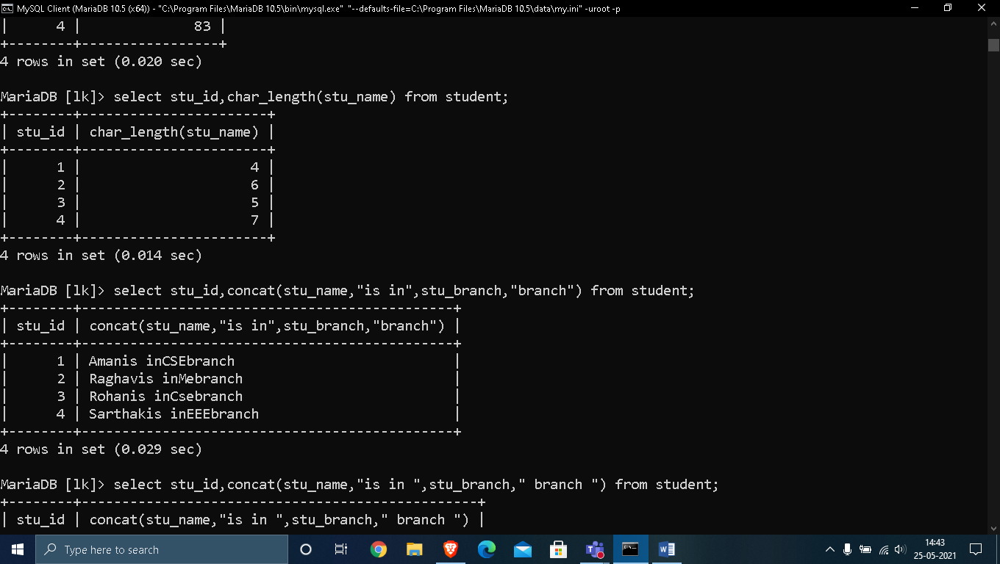 MySQL Client (MariaDB 10.5 (x64)) - "C:\Program Files\MariaDB 10.5\bin\mysql.exe" "--defaults-file=C:\Program Files\MariaDB 10.5\data\my.ini" -uroot -p
|      4 |              83 |
+--------+-----------------+
4 rows in set (0.020 sec)
MariaDB [lk]> select stu_id,char_length(stu_name) from student;
+--------+-----------------------+
| stu_id | char_length(stu_name) |
+--------+-----------------------+
|      1 |                     4 |
|      2 |                     6 |
|      3 |                     5 |
|      4 |                     7 |
+--------+-----------------------+
4 rows in set (0.014 sec)
MariaDB [lk]> select stu_id,concat(stu_name,"is in",stu_branch,"branch") from student;
+--------+----------------------------------------------+
| stu_id | concat(stu_name,"is in",stu_branch,"branch") |
+--------+----------------------------------------------+
|      1 | Amanis inCSEbranch                           |
|      2 | Raghavis inMebranch                          |
|      3 | Rohanis inCsebranch                          |
|      4 | Sarthakis inEEEbranch                        |
+--------+----------------------------------------------+
4 rows in set (0.029 sec)
MariaDB [lk]> select stu_id,concat(stu_name,"is in ",stu_branch," branch ") from student;
+--------+-------------------------------------------------+
| stu_id | concat(stu_name,"is in ",stu_branch," branch ") |
Type here to search
14:43
25-05-2021